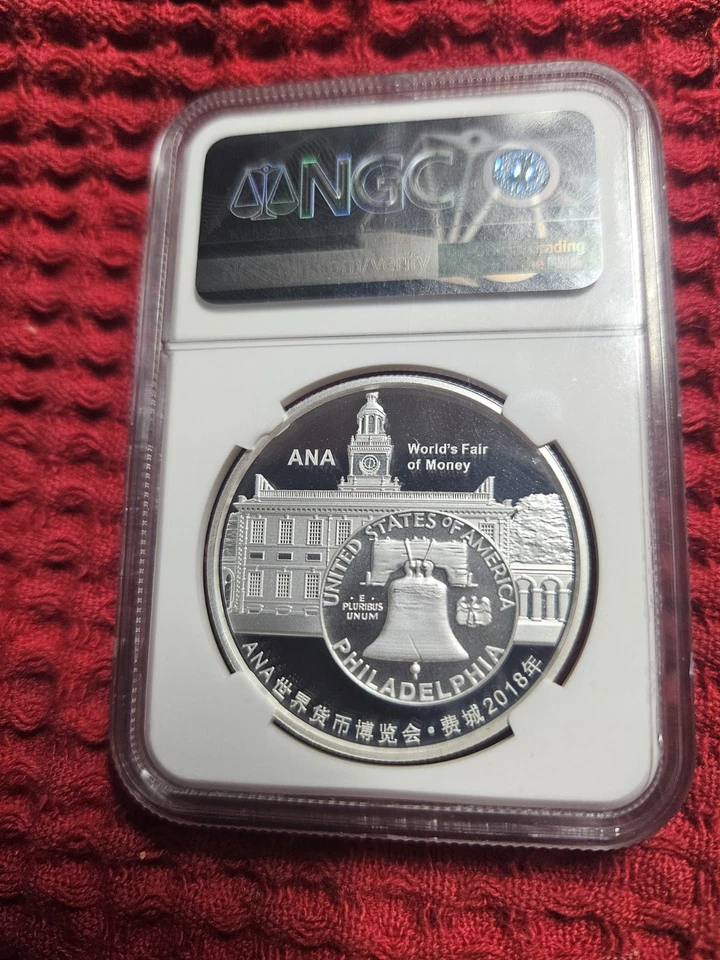 NGC
Grading
ANA
World's Fair
of Money
UNITED STATES OF AMERICA
· E ·
PLURIBUS
UNUM
PHILADELPHIA
ANA世界货币博览会·费城2018年